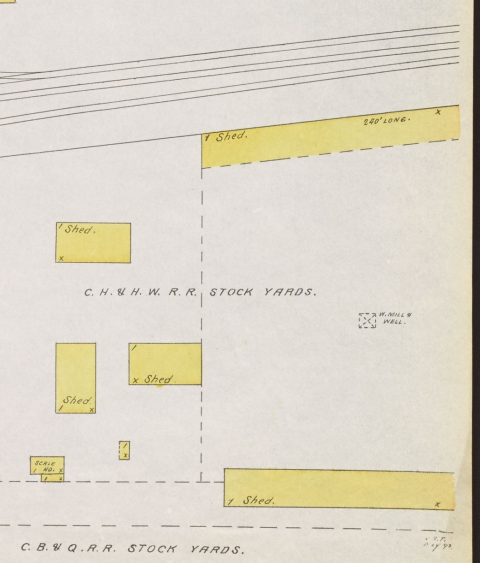 1 Shed.
240' LONG.
x
1 Shed.
x
C. H. & H. W. R. R. STOCK YARDS.
W. MILL &
WELL.
1
x Shed.
Shed.
1 x
1
x
SCALE
1 HO. x
1 x
1 Shed. x
C. B. & Q. R. R. STOCK YARDS.